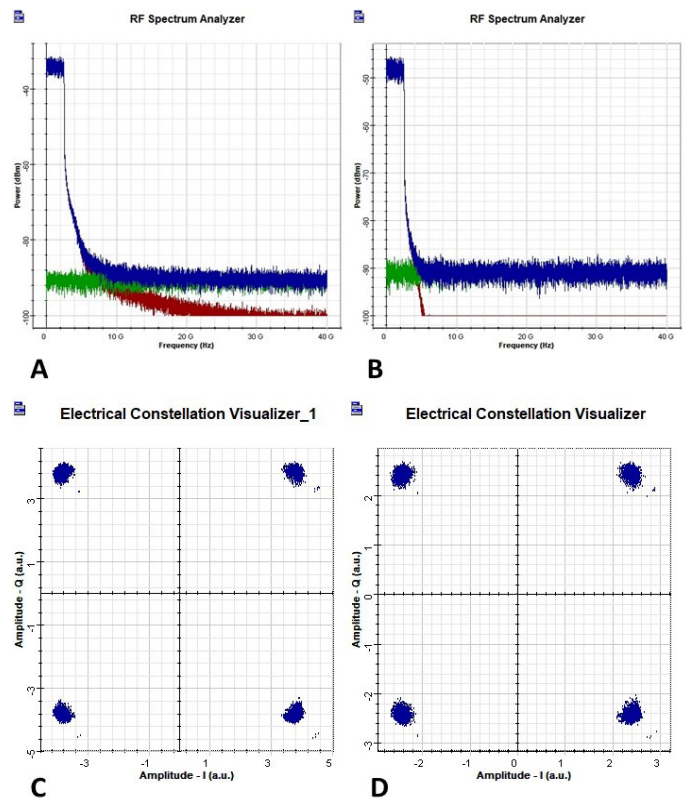 RF Spectrum Analyzer
Power (dBm)
-40
-60
-80
-100
0
10 G
20 G
30 G
40 G
Frequency (Hz)
A
RF Spectrum Analyzer
Power (dBm)
-50
-60
-70
-80
-90
-100
0
10 G
20 G
30 G
40 G
Frequency (Hz)
B
Electrical Constellation Visualizer_1
Amplitude - Q (a.u.)
3
1
-1
-3
-5
-3
-1
1
3
5
Amplitude - I (a.u.)
C
Electrical Constellation Visualizer
Amplitude - Q (a.u.)
2
1
0
-1
-2
-3
-2
-1
0
1
2
3
Amplitude - I (a.u.)
D